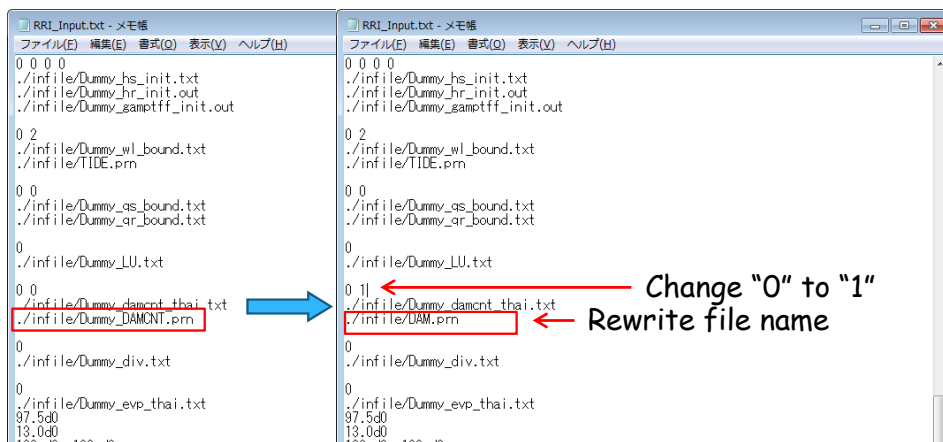 RRI_Input.txt - メモ帳
ファイル(F) 編集(E) 書式(O) 表示(V) ヘルプ(H)
0 0 0 0
./infile/Dummy_hs_init.txt
./infile/Dummy_hr_init.out
./infile/Dummy_gamptff_init.out
0 2
./infile/Dummy_wl_bound.txt
./infile/TIDE.prn
0 0
./infile/Dummy_qs_bound.txt
./infile/Dummy_qr_bound.txt
0
./infile/Dummy_LU.txt
0 0
./infile/Dummy_damcnt_thai.txt
./infile/Dummy_DAMCNT.prn
0
./infile/Dummy_div.txt
0
./infile/Dummy_evp_thai.txt
97.5d0
13.0d0
RRI_Input.txt - メモ帳
ファイル(F) 編集(E) 書式(O) 表示(V) ヘルプ(H)
0 0 0 0
./infile/Dummy_hs_init.txt
./infile/Dummy_hr_init.out
./infile/Dummy_gamptff_init.out
0 2
./infile/Dummy_wl_bound.txt
./infile/TIDE.prn
0 0
./infile/Dummy_qs_bound.txt
./infile/Dummy_qr_bound.txt
0
./infile/Dummy_LU.txt
0 1
./infile/Dummy_damcnt_thai.txt
./infile/DAM.prn
0
./infile/Dummy_div.txt
0
./infile/Dummy_evp_thai.txt
97.5d0
13.0d0
Change “0” to “1”
Rewrite file name